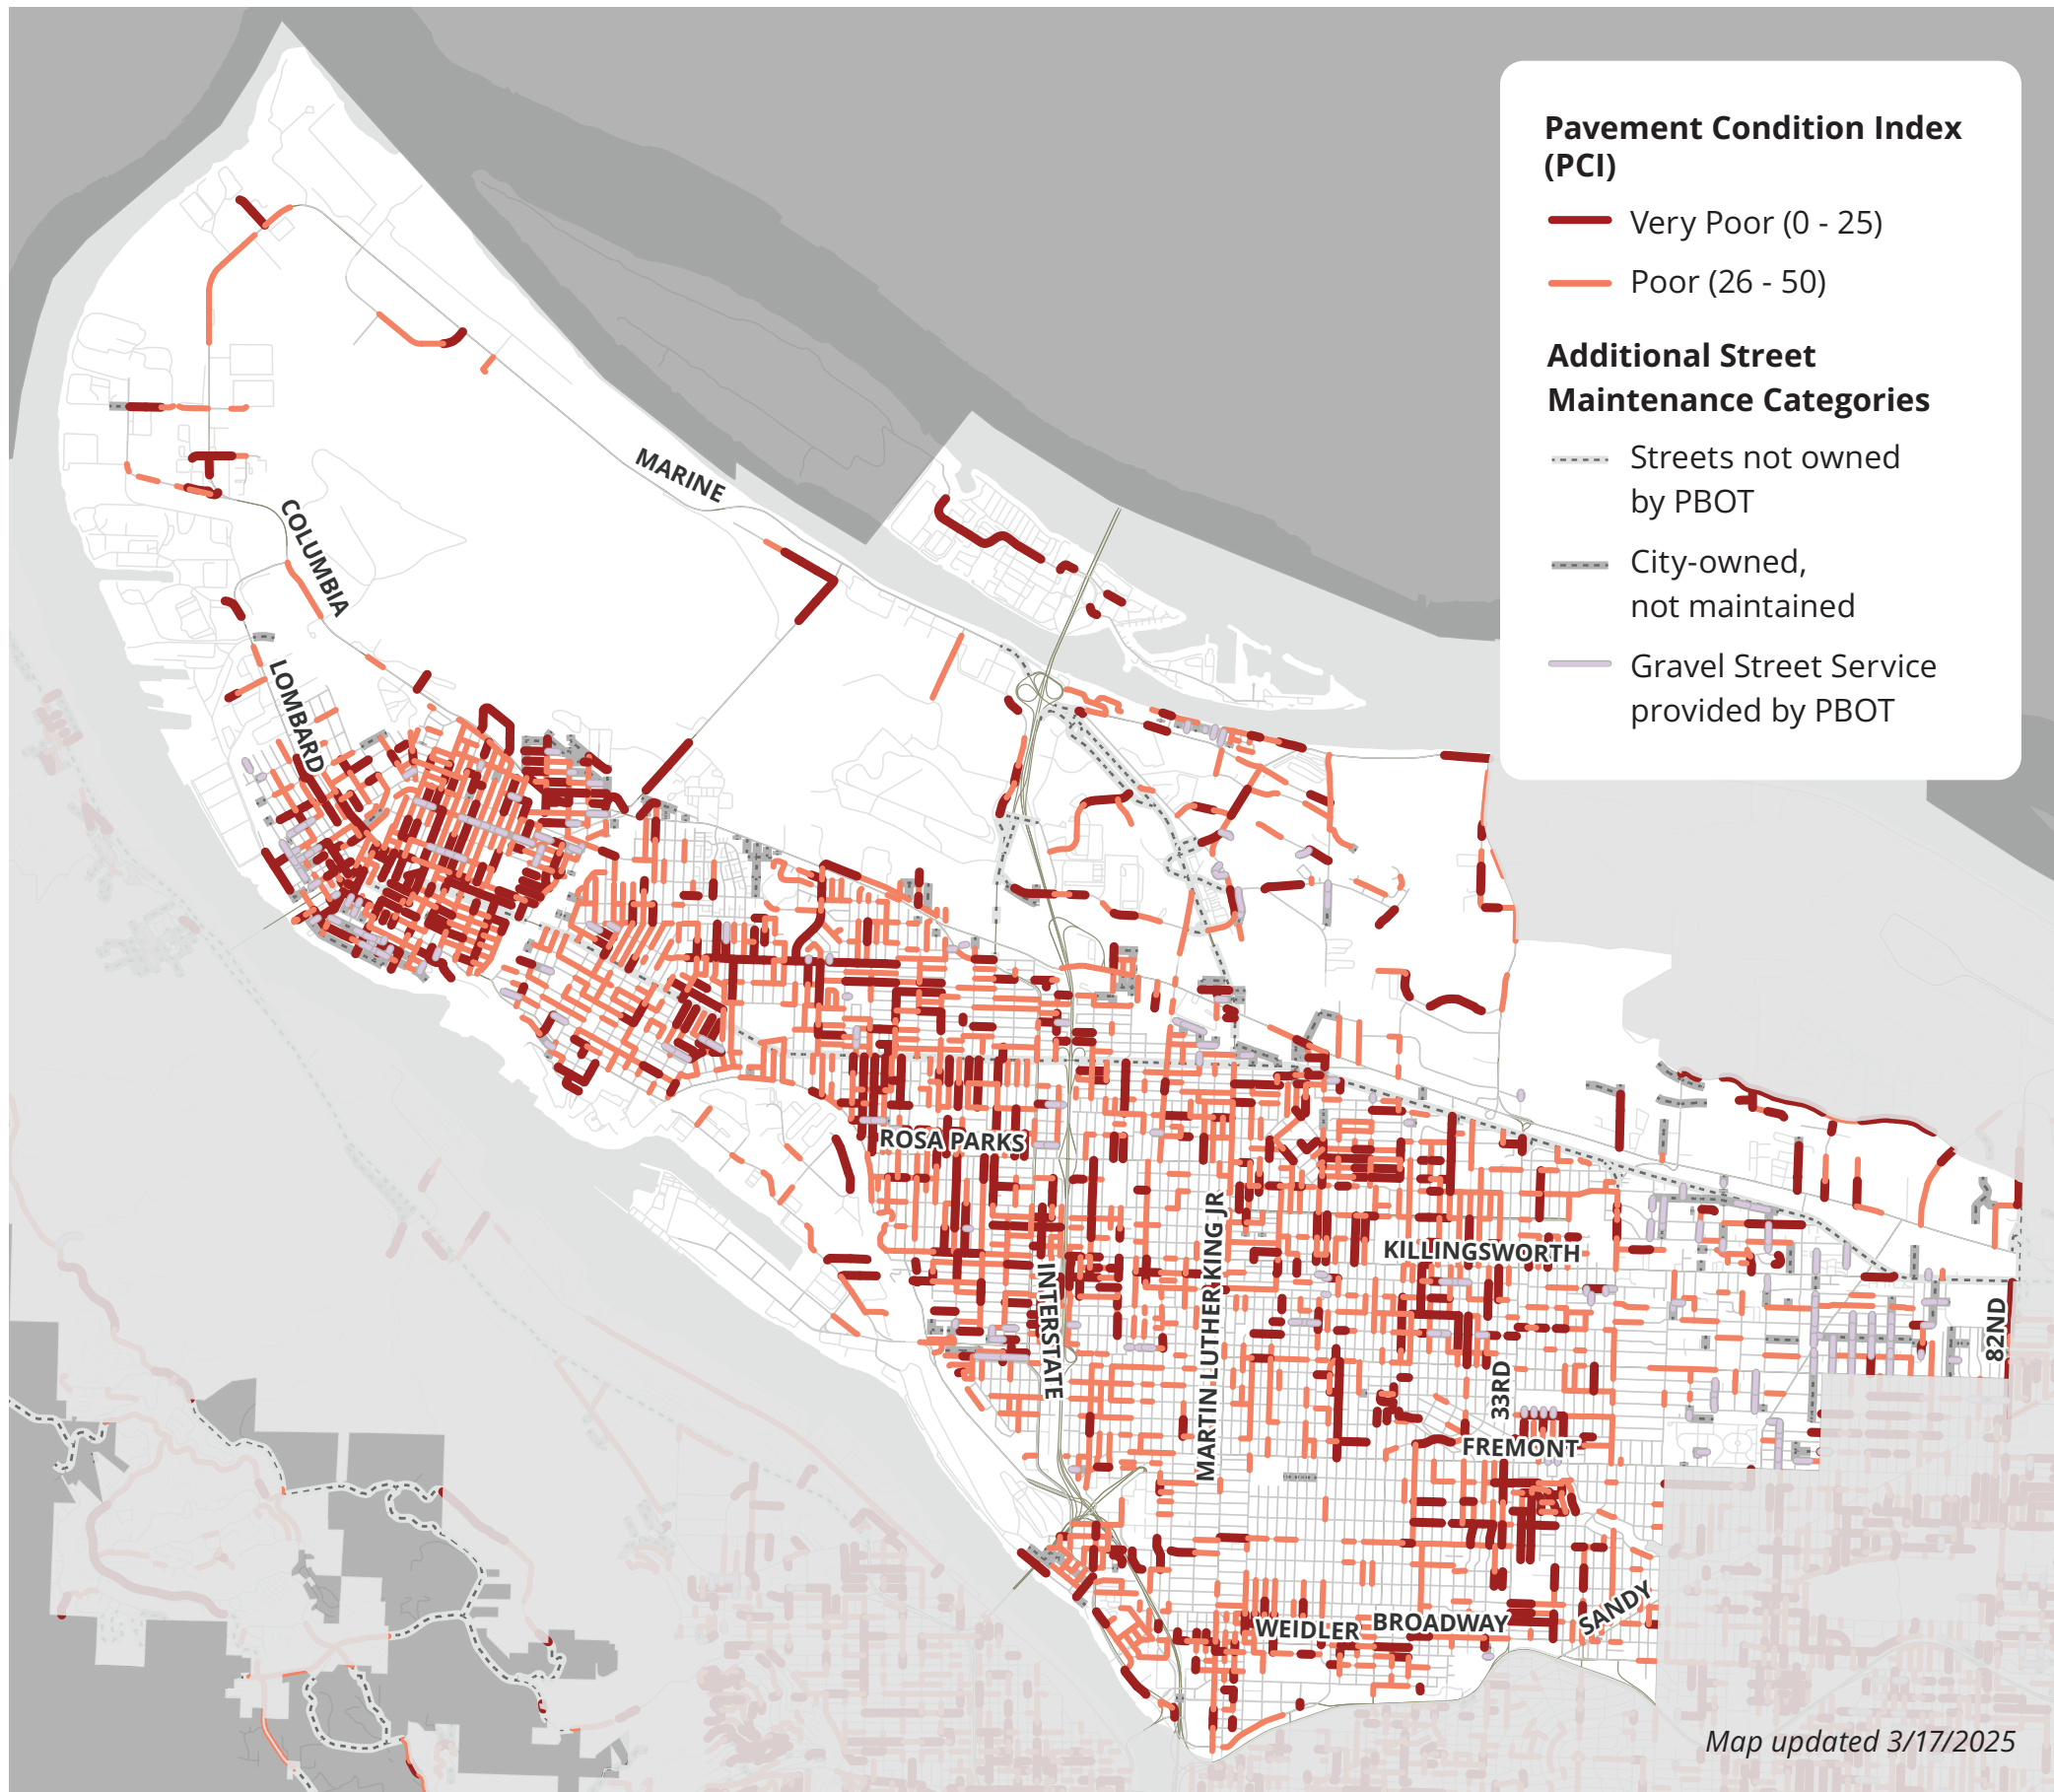 Pavement Condition Index
(PCI)
Very Poor (0 - 25)
Poor (26 - 50)
Additional Street
Maintenance Categories
Streets not owned
by PBOT
City-owned,
not maintained
Gravel Street Service
provided by PBOT
MARINE
COLUMBIA
LOMBARD
ROSA PARKS
MARTIN LUTHER KING JR
KILLINGSWORTH
INTERSTATE
82ND
33RD
FREMONT
WEIDLER
BROADWAY
SANDY
Map updated 3/17/2025